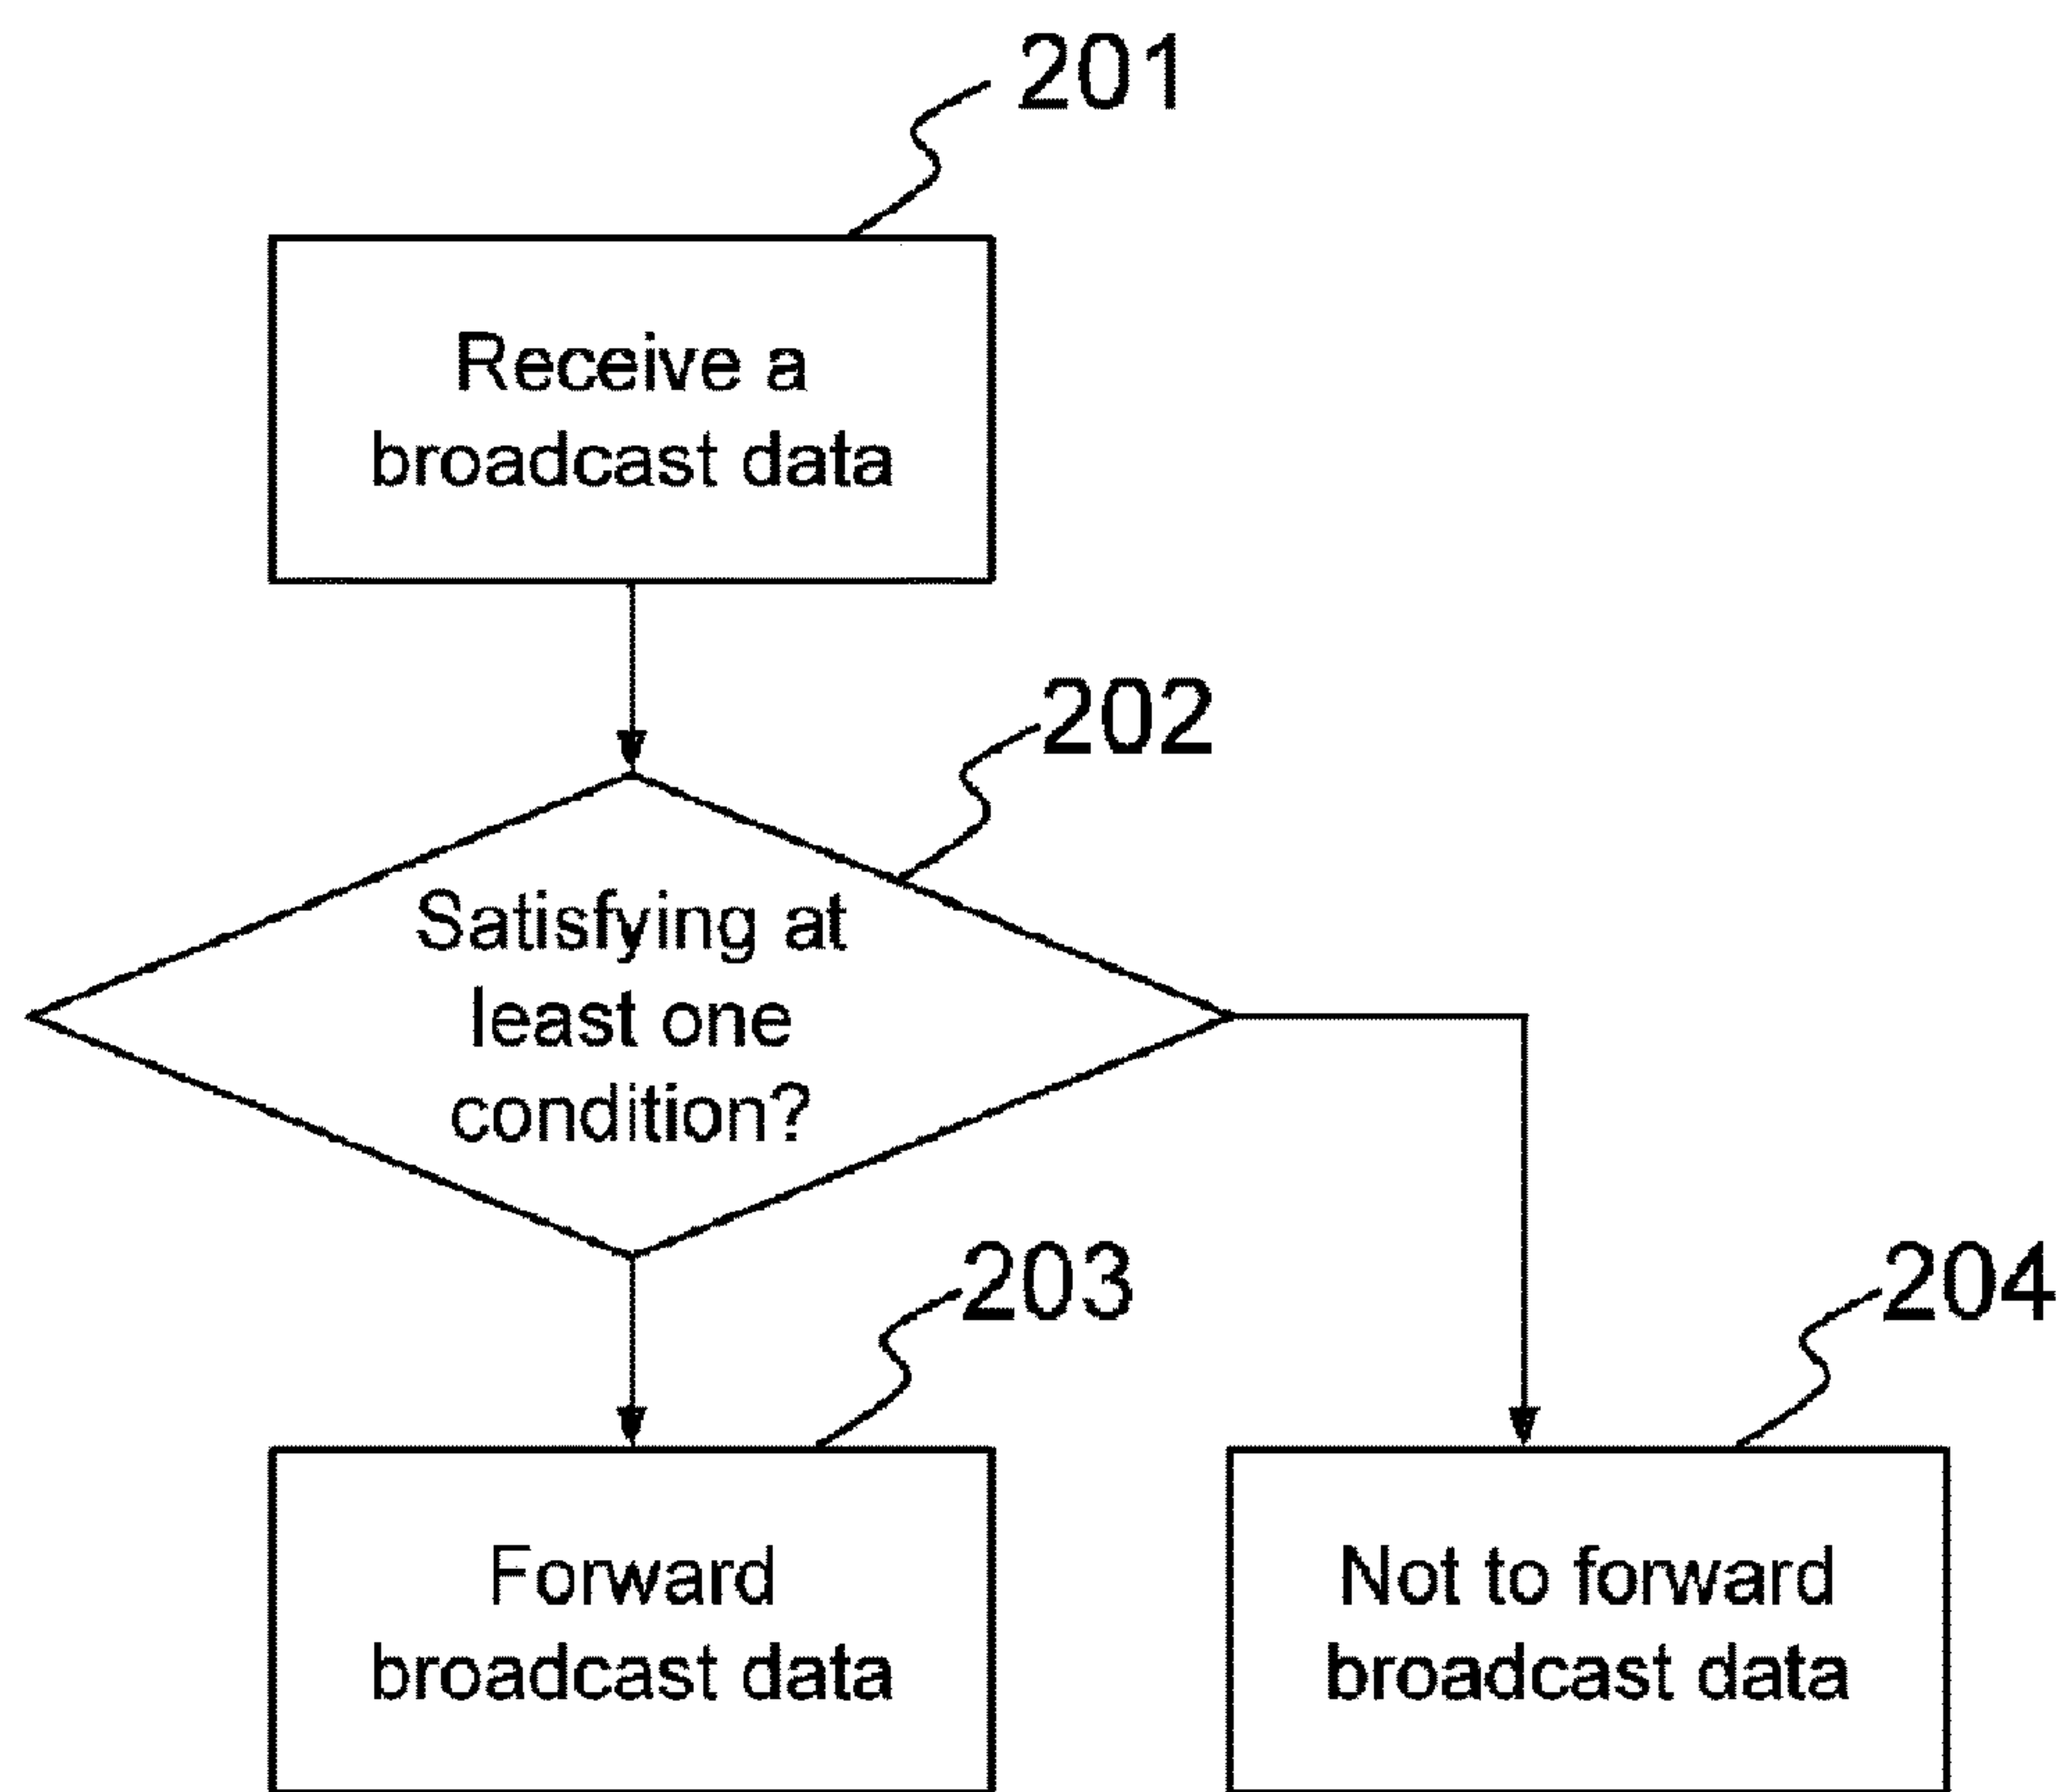 201
Receive a
broadcast data
202
Satisfying at
least one
condition?
203
204
Forward
broadcast data
Not to forward
broadcast data